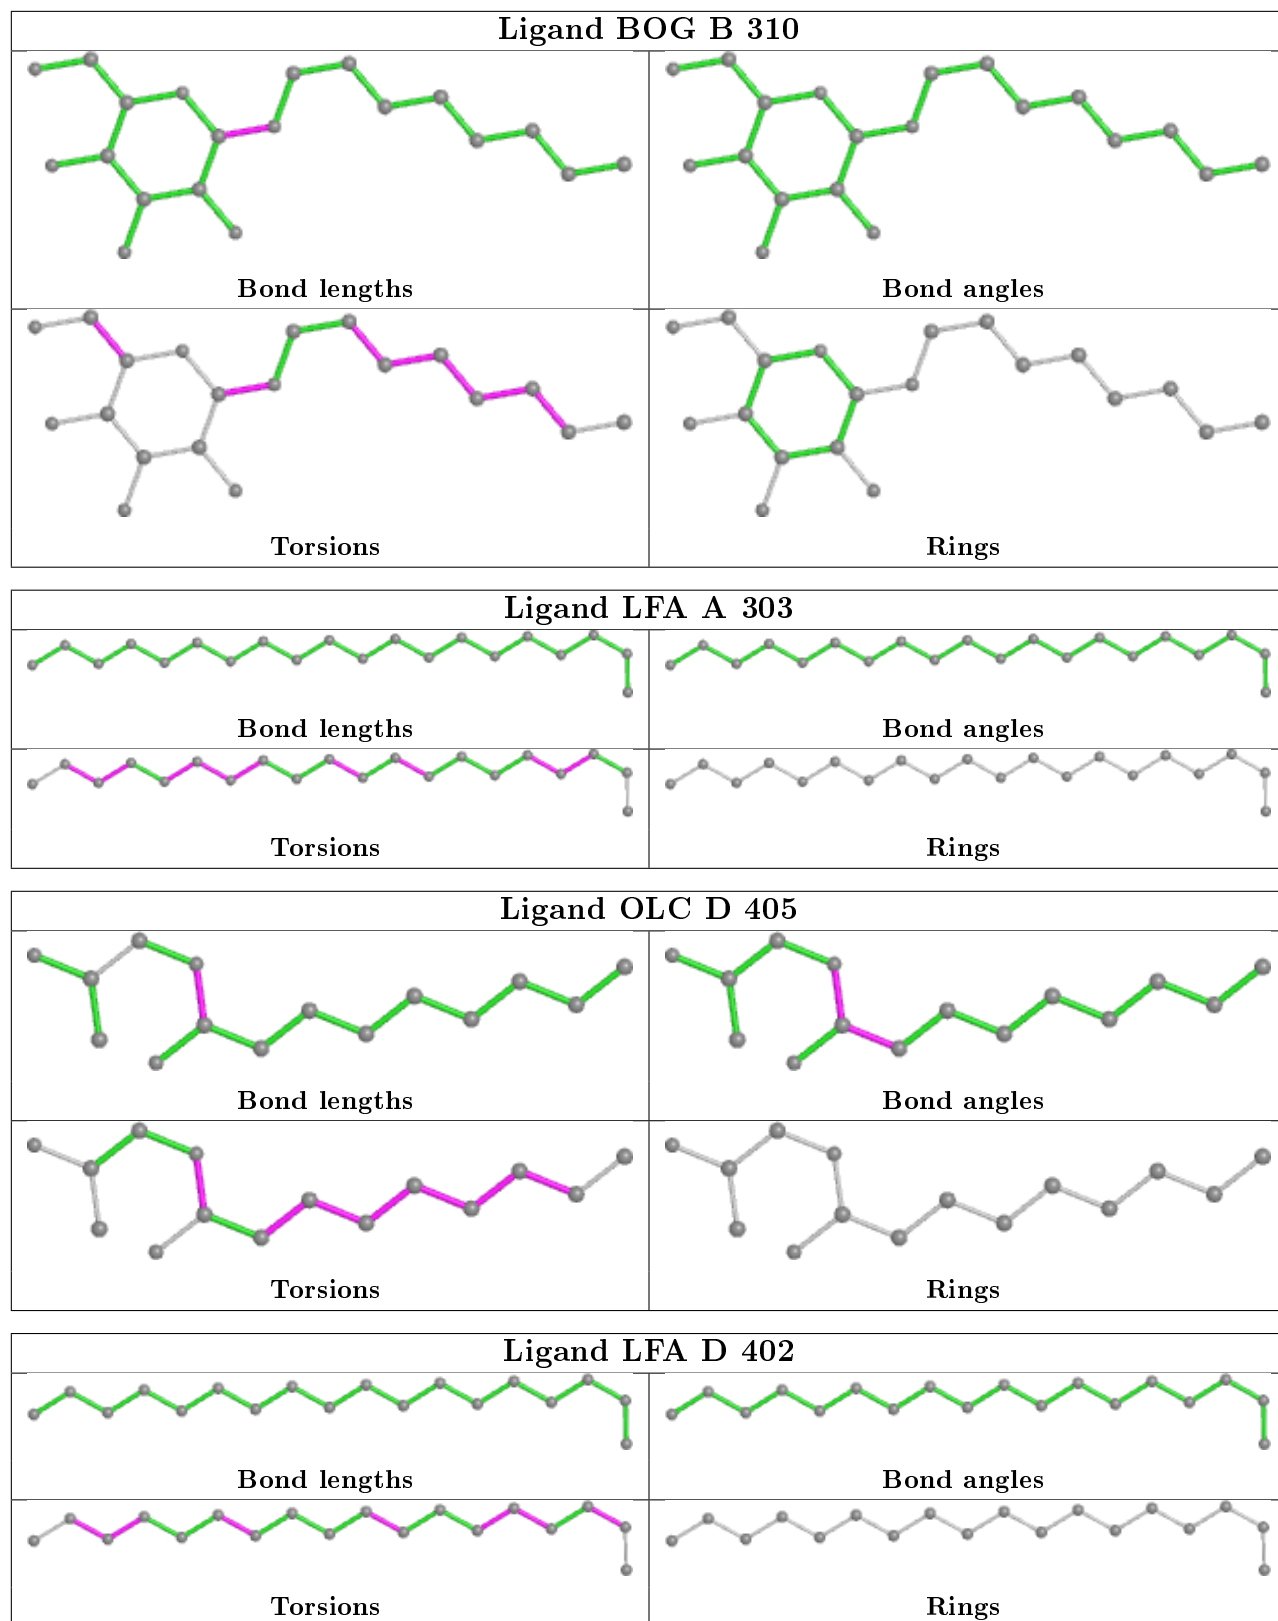 Ligand BOG B 310
Bond lengths
Bond angles
Torsions
Rings
Ligand LFA A 303
Bond lengths
Bond angles
Torsions
Rings
Ligand OLC D 405
Bond lengths
Bond angles
Torsions
Rings
Ligand LFA D 402
Bond lengths
Bond angles
Torsions
Rings